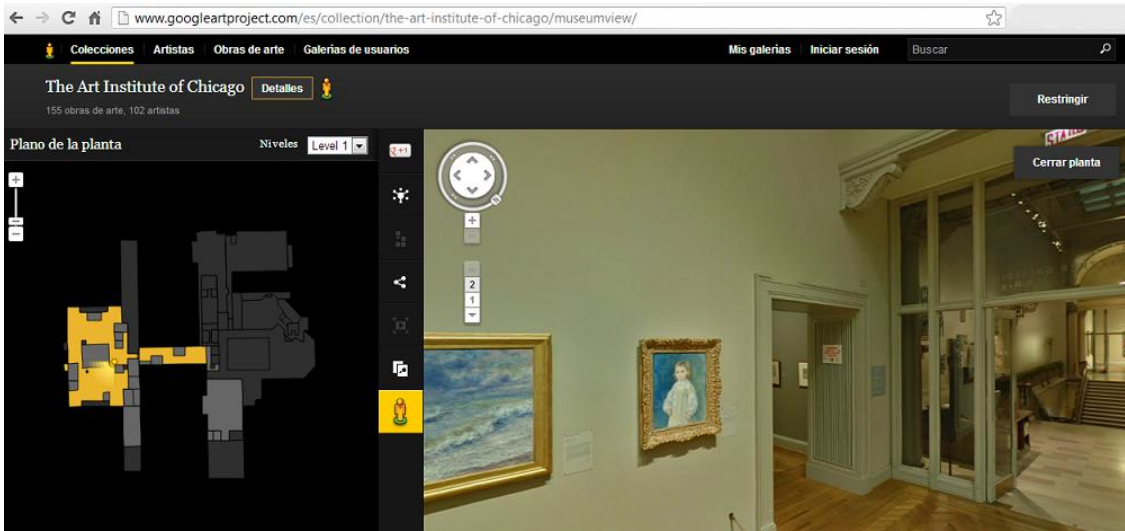 www.googleartproject.com/es/collection/the-art-institute-of-chicago/museumview/
Colecciones Artistas Obras de arte Galerías de usuarios Mis galerías Iniciar sesión Buscar
The Art Institute of Chicago Detalles
155 obras de arte, 102 artistas
Restringir
Plano de la planta Niveles Level 1
Cerrar planta
2
1